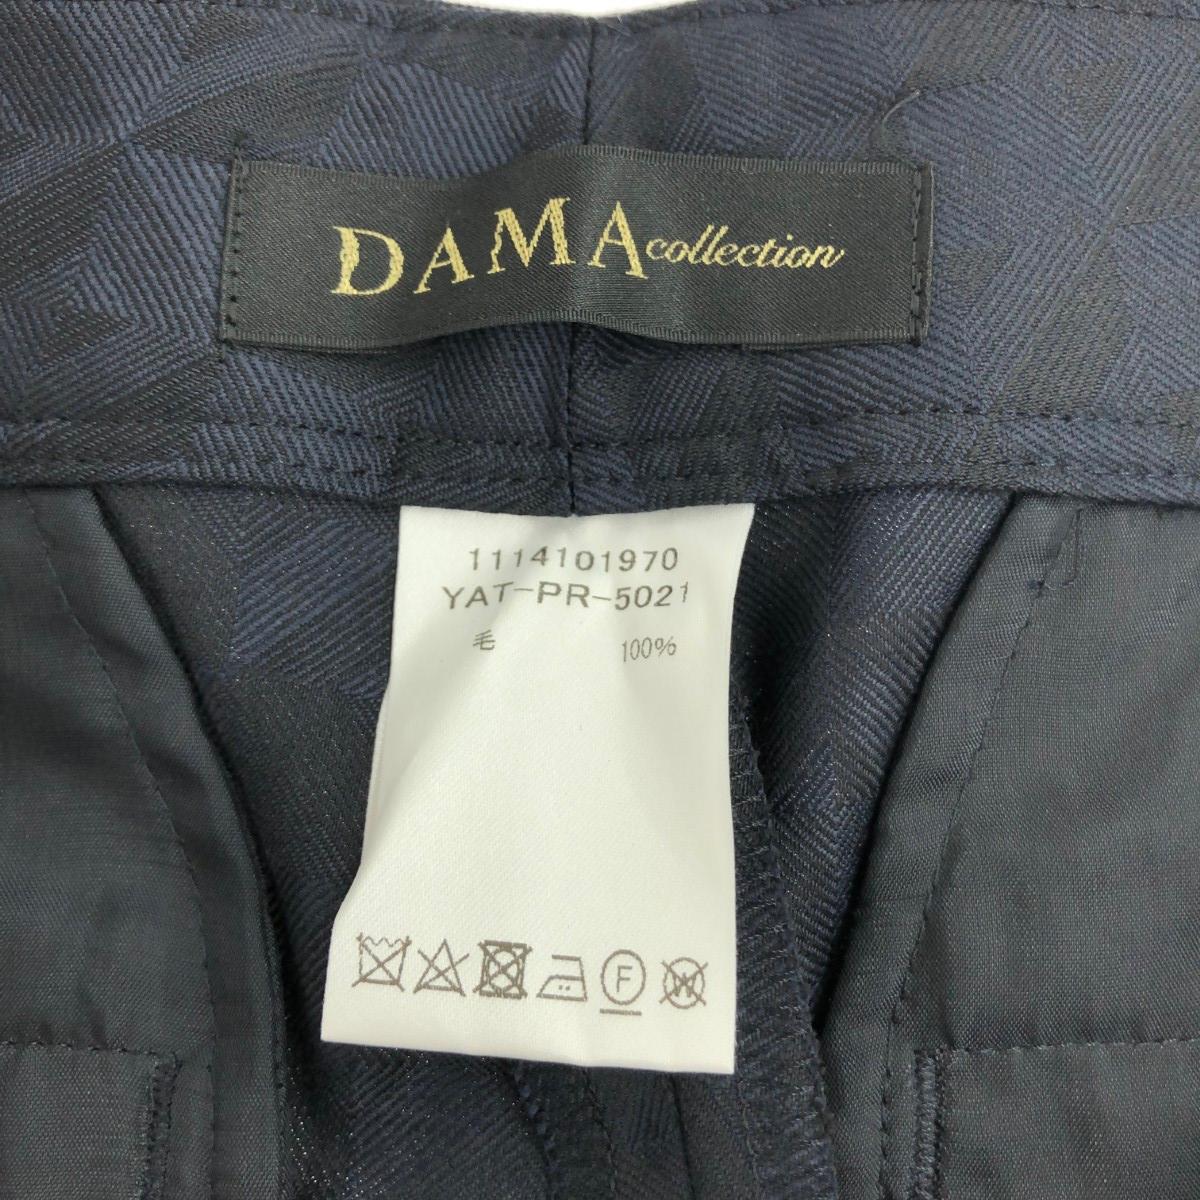 DAMA collection
1114101970
YAT-PR-5021
毛 100%
F W